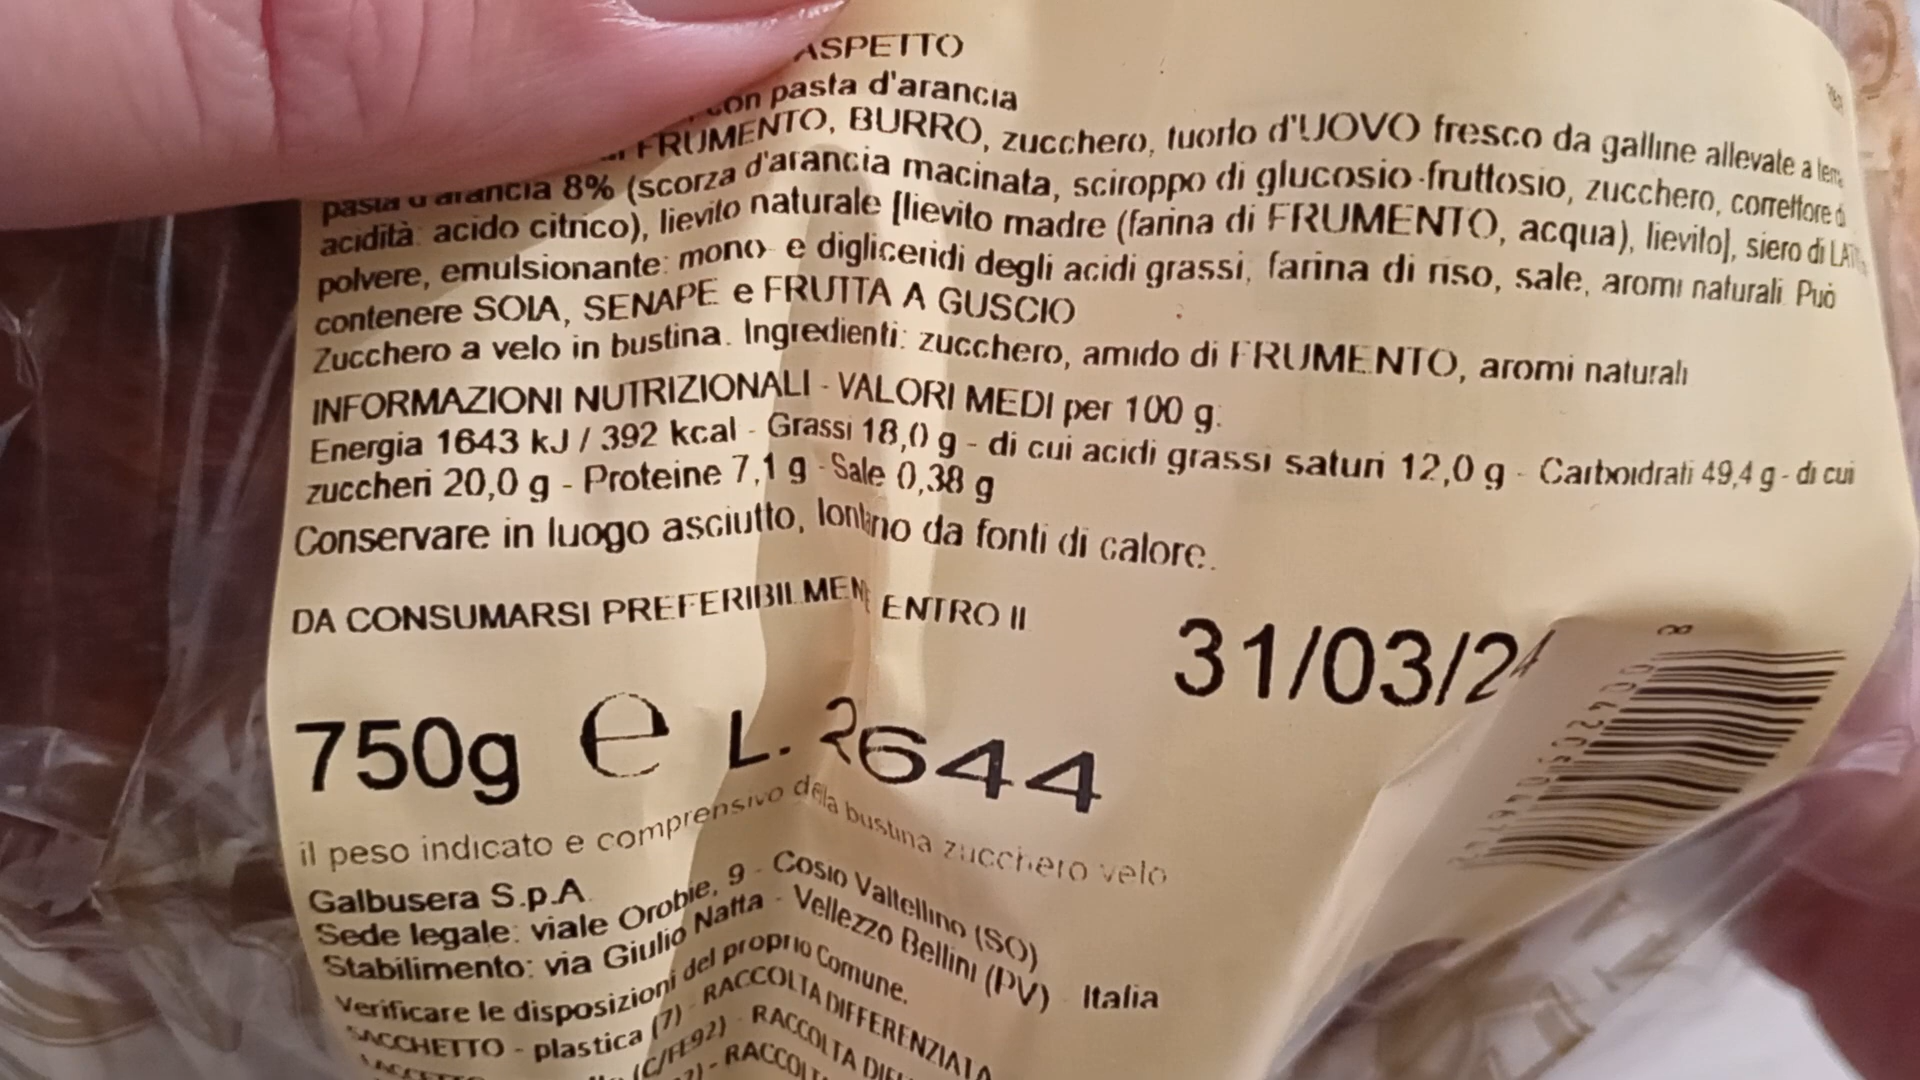 ASPETTO
con pasta d'arancia
FRUMENTO, BURRO, zucchero, tuorlo d'UOVO fresco da galline allevate a terra
pasta d'arancia 8% (scorza d'arancia macinata, sciroppo di glucosio-fruttosio, zucchero, correttore di
acidità: acido citrico), lievito naturale [lievito madre (farina di FRUMENTO, acqua), lievito], siero di
polvere, emulsionante: mono- e digliceridi degli acidi grassi, farina di riso, sale, aromi naturali. Può
contenere SOIA, SENAPE e FRUTTA A GUSCIO
Zucchero a velo in bustina. Ingredienti: zucchero, amido di FRUMENTO, aromi naturali
INFORMAZIONI NUTRIZIONALI - VALORI MEDI per 100 g:
Energia 1643 kJ / 392 kcal - Grassi 18,0 g - di cui acidi grassi saturi 12,0 g - Carboidrati 49,4 g - di cui
zuccheri 20,0 g - Proteine 7,1 g - Sale 0,38 g
Conservare in luogo asciutto, lontano da fonti di calore.
DA CONSUMARSI PREFERIBILMEN ENTRO Il
31/03/24
750g e L. 2644
il peso indicato e comprensivo della bustina zucchero velo
Galbusera S.p.A.
Sede legale: viale Orobie, 9 - Cosio Valtellino (SO)
Stabilimento: via Giulio Natta - Vellezzo Bellini (PV) - Italia
Verificare le disposizioni del proprio Comune.
SACCHETTO - plastica (7) - RACCOLTA DIFFERENZIATA
(C/FE92) - RACCOLTA
- RACCOLT